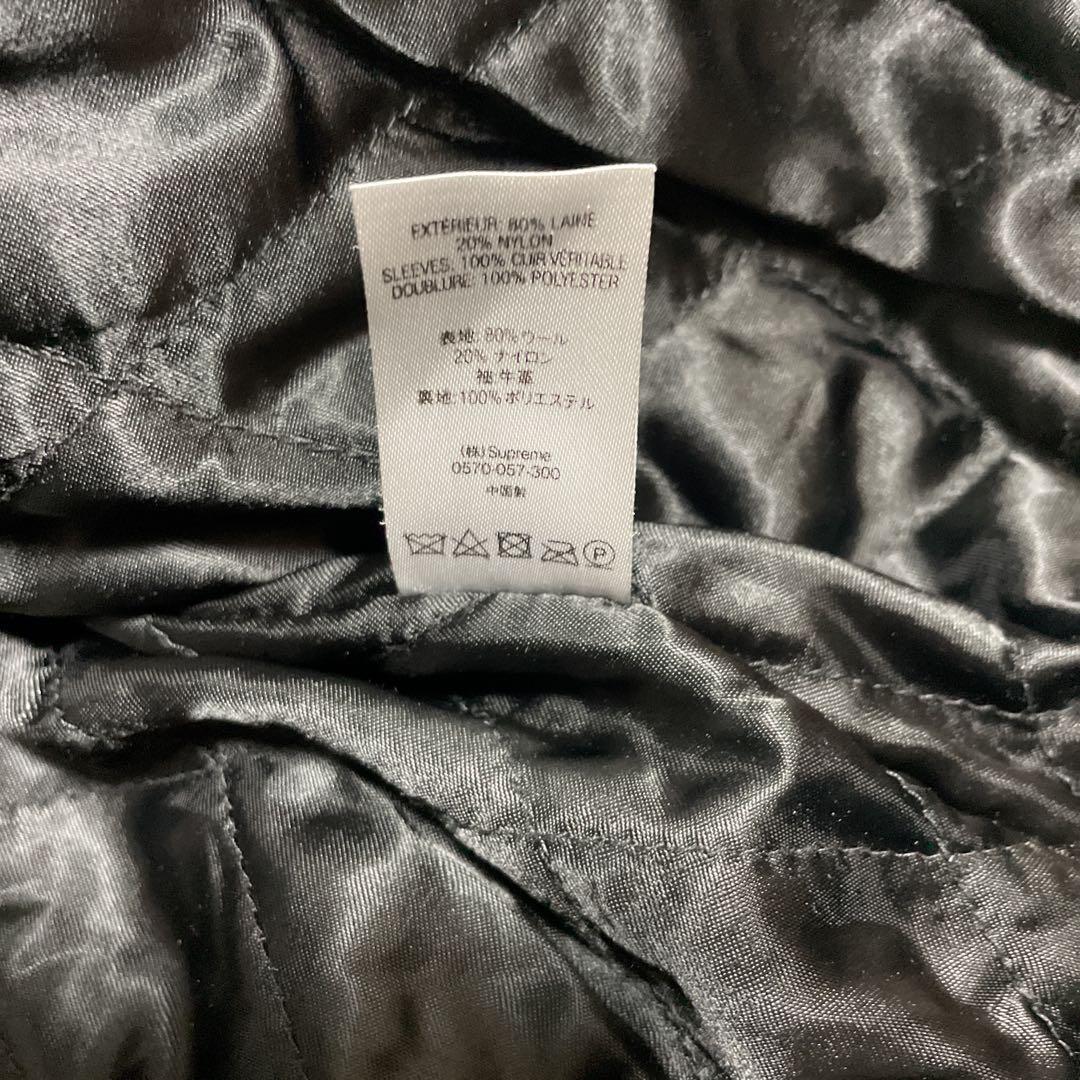 EXTÉRIEUR: 80% LAINE
20% NYLON
SLEEVES: 100% CUIR VÉRITABLE
DOUBLURE: 100% POLYESTER
表地: 80%ウール
20% ナイロン
袖 牛革
裏地:100%ポリエステル
(株)Supreme
0570-057-300
中国製
P